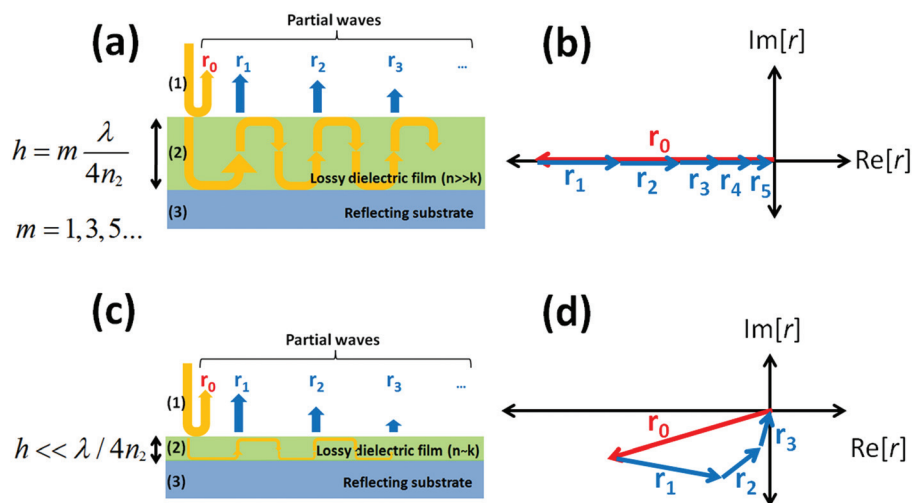 (a)
Partial waves
r0 r1 r2 r3 ...
(1)
h = m λ / 4n2
(2)
Lossy dielectric film (n>>k)
m = 1,3,5...
(3) Reflecting substrate
(b)
Im[r]
r0
Re[r]
r1 r2 r3 r4 r5
(c)
Partial waves
r0 r1 r2 r3 ...
(1)
h << λ / 4n2
(2) Lossy dielectric film (n~k)
(3) Reflecting substrate
(d)
Im[r]
r0
r3
Re[r]
r1 r2